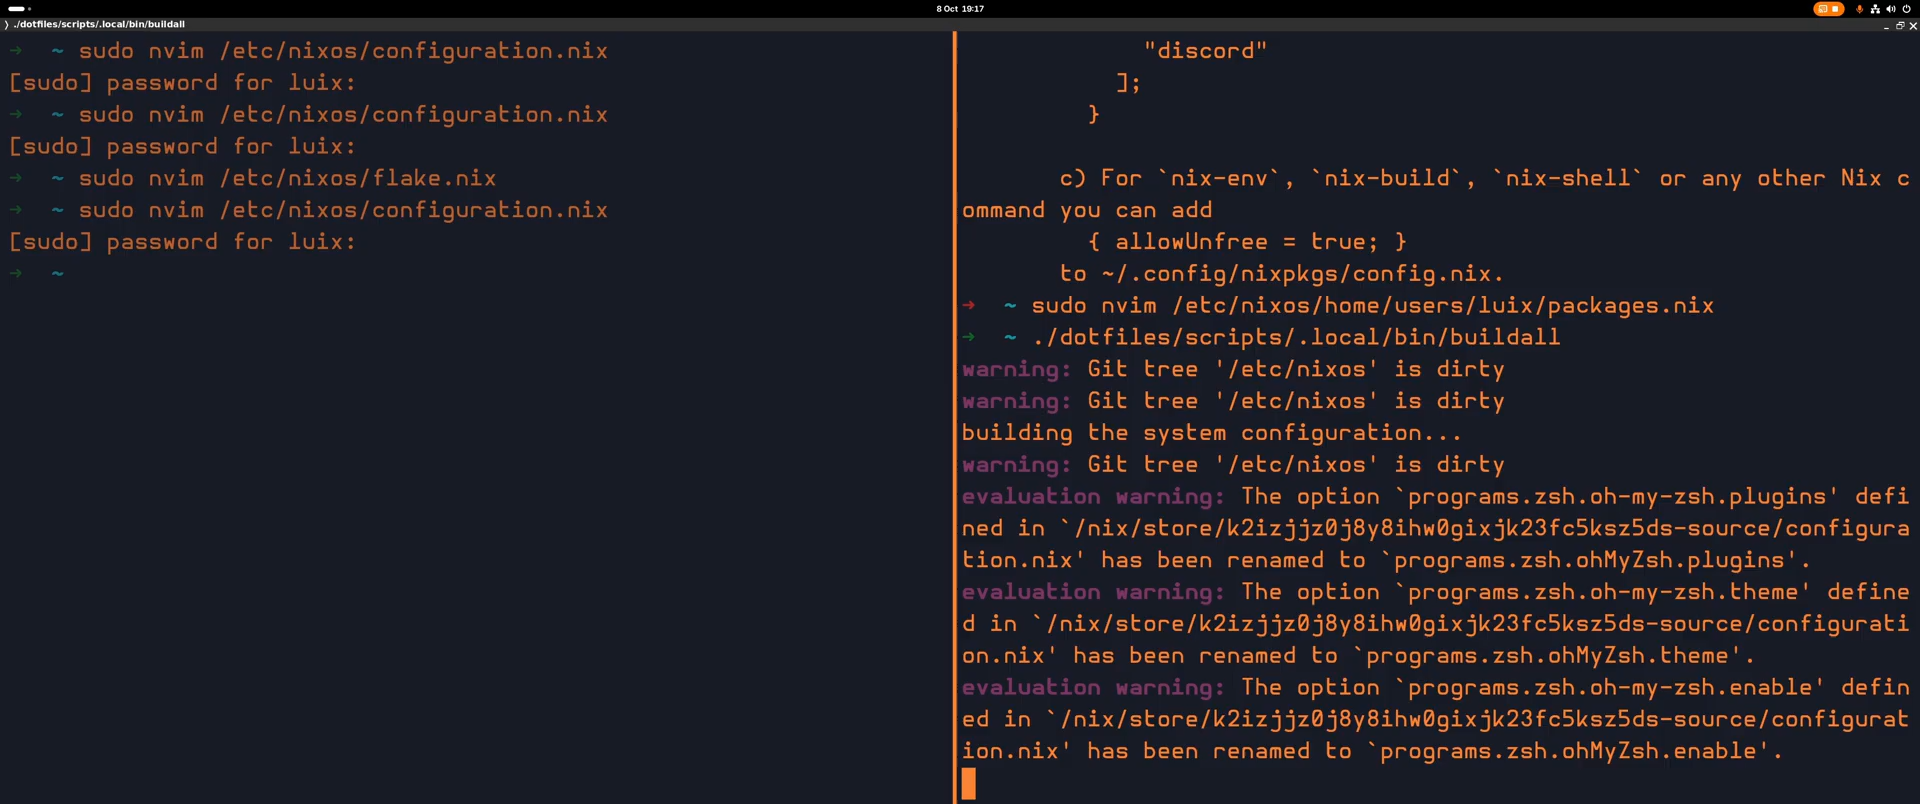 8 Oct 19:17
./dotfiles/scripts/.local/bin/buildall
→ ~ sudo nvim /etc/nixos/configuration.nix
[sudo] password for luix:
→ ~ sudo nvim /etc/nixos/configuration.nix
[sudo] password for luix:
→ ~ sudo nvim /etc/nixos/flake.nix
→ ~ sudo nvim /etc/nixos/configuration.nix
[sudo] password for luix:
→ ~
"discord"
];
}
c) For `nix-env`, `nix-build`, `nix-shell` or any other Nix c
ommand you can add
{ allowUnfree = true; }
to ~/.config/nixpkgs/config.nix.
→ ~ sudo nvim /etc/nixos/home/users/luix/packages.nix
→ ~ ./dotfiles/scripts/.local/bin/buildall
warning: Git tree '/etc/nixos' is dirty
warning: Git tree '/etc/nixos' is dirty
building the system configuration...
warning: Git tree '/etc/nixos' is dirty
evaluation warning: The option `programs.zsh.oh-my-zsh.plugins' defi
ned in `/nix/store/k2izjjz0j8y8ihw0gixjk23fc5ksz5ds-source/configura
tion.nix' has been renamed to `programs.zsh.ohMyZsh.plugins'.
evaluation warning: The option `programs.zsh.oh-my-zsh.theme' define
d in `/nix/store/k2izjjz0j8y8ihw0gixjk23fc5ksz5ds-source/configurati
on.nix' has been renamed to `programs.zsh.ohMyZsh.theme'.
evaluation warning: The option `programs.zsh.oh-my-zsh.enable' defin
ed in `/nix/store/k2izjjz0j8y8ihw0gixjk23fc5ksz5ds-source/configurat
ion.nix' has been renamed to `programs.zsh.ohMyZsh.enable'.